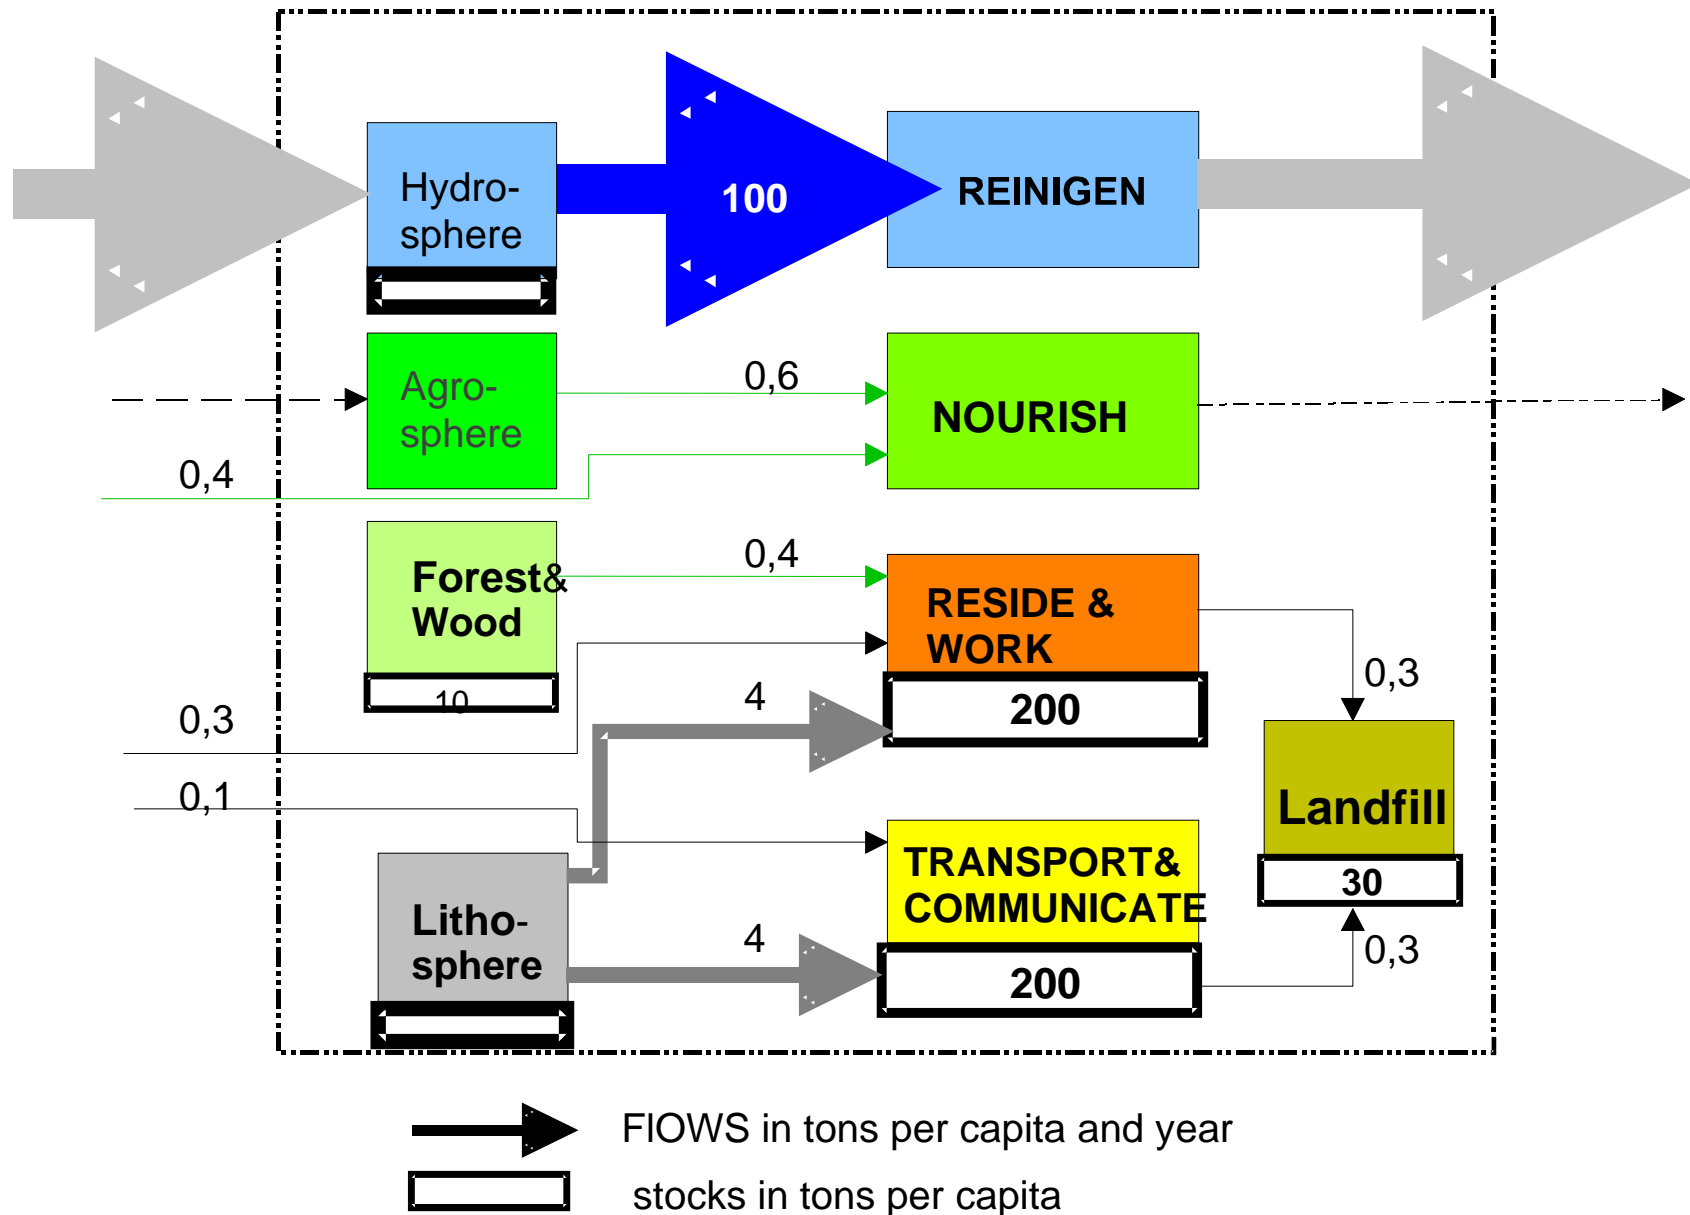 Hydro-
sphere
100
REINIGEN
Agro-
sphere
0,6
NOURISH
0,4
Forest&
Wood
10
0,4
RESIDE &
WORK
200
0,3
4
0,3
0,1
Landfill
30
TRANSPORT&
COMMUNICATE
200
Litho-
sphere
4
0,3
FlOWS in tons per capita and year
stocks in tons per capita